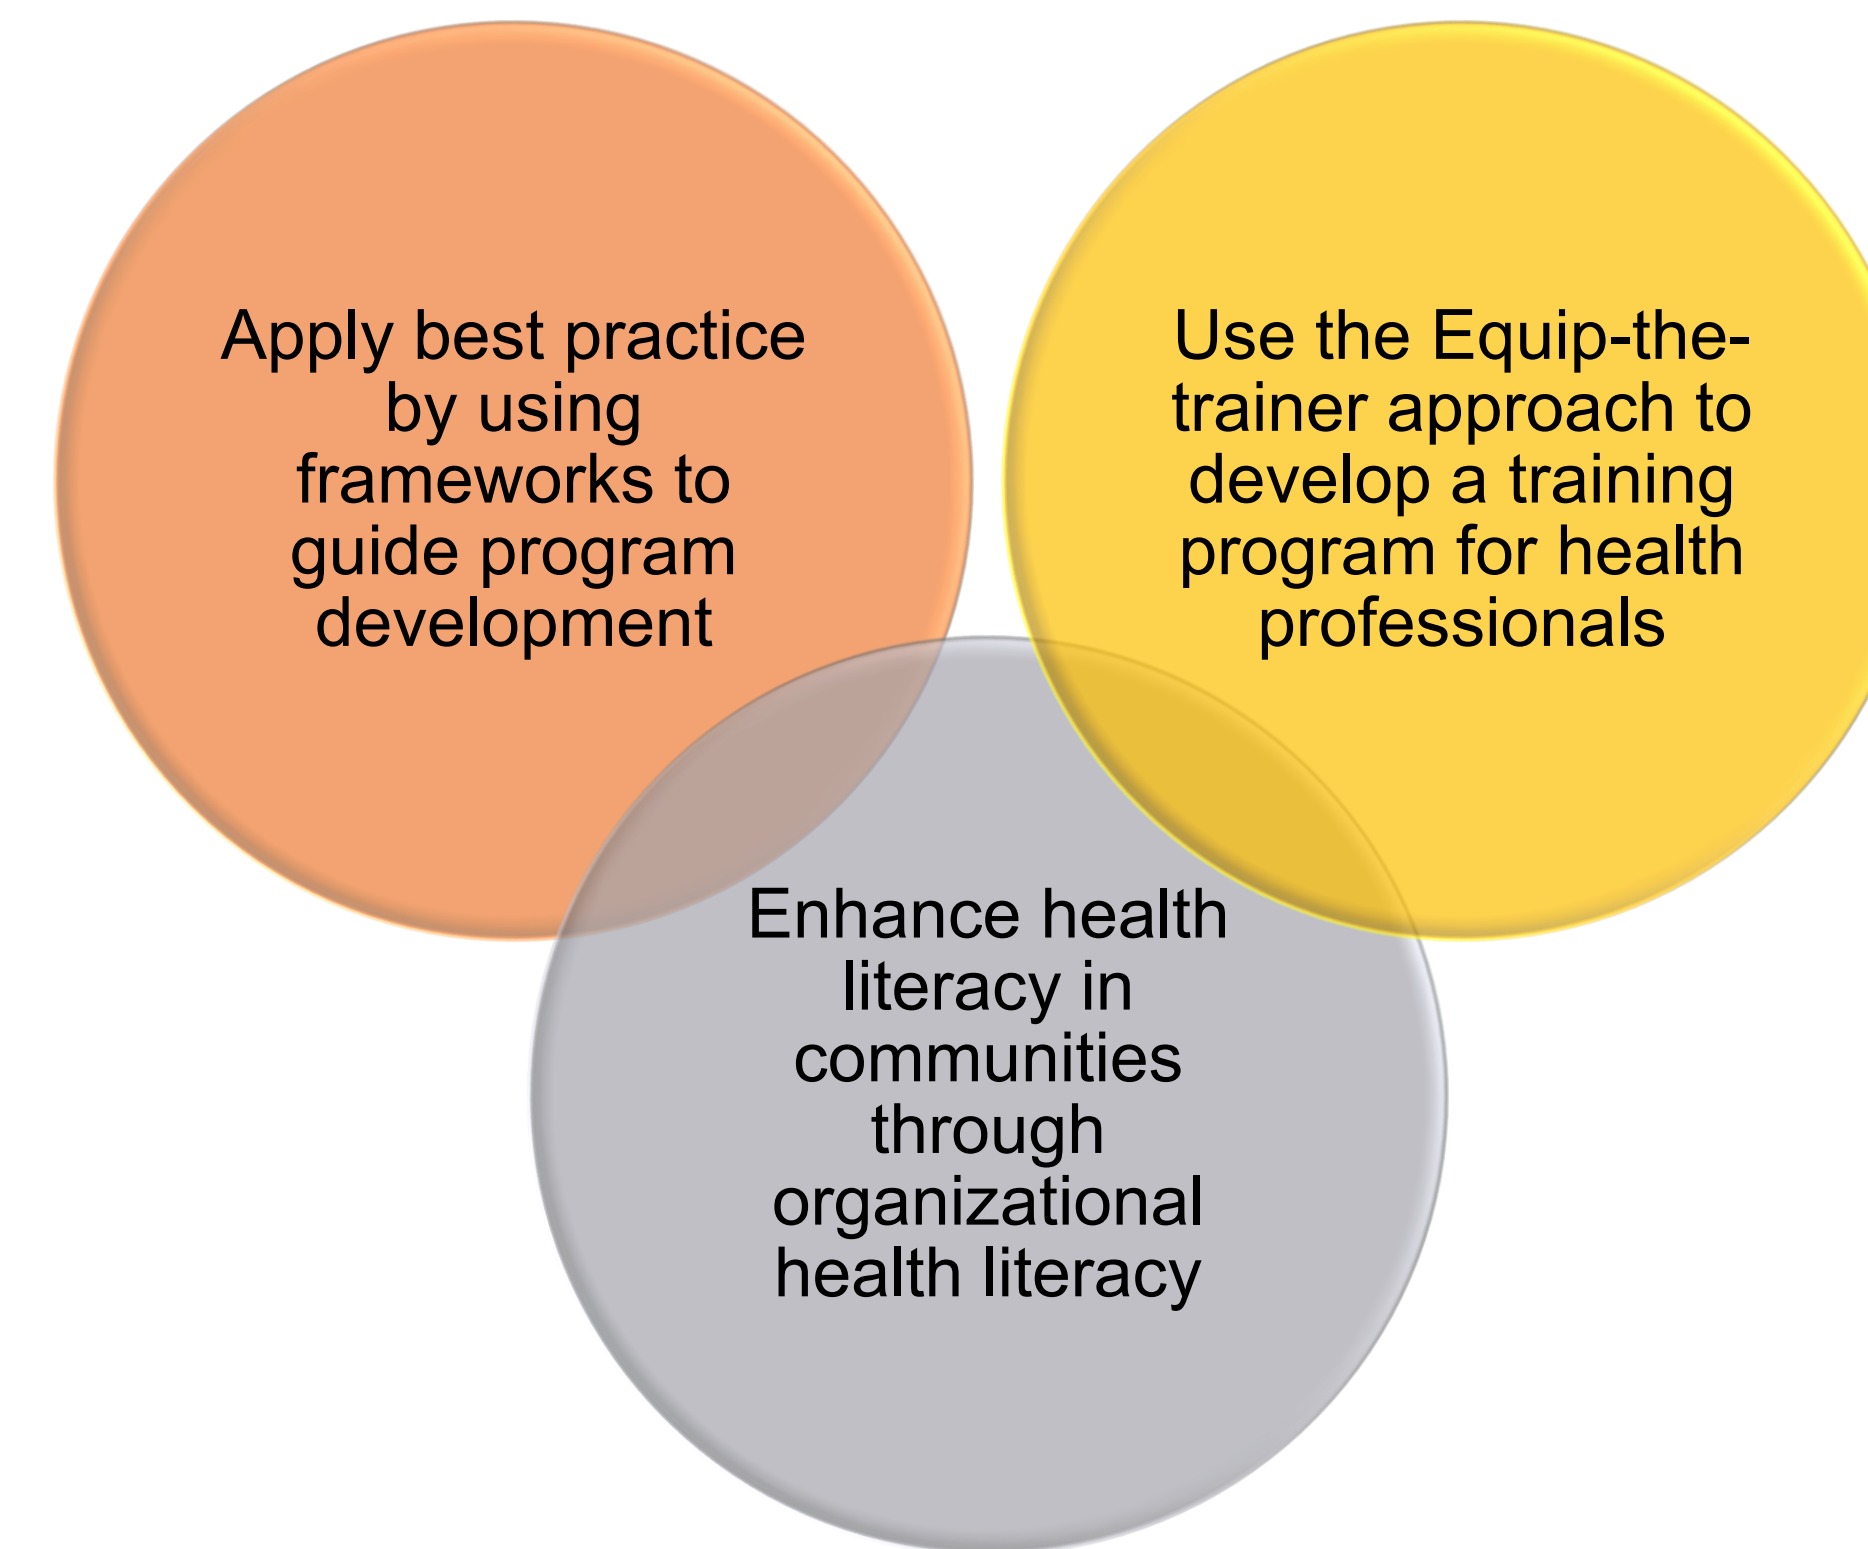 Apply best practice
by using
frameworks to
guide program
development
Use the Equip-the-
trainer approach to
develop a training
program for health
professionals
Enhance health
literacy in
communities
through
organizational
health literacy